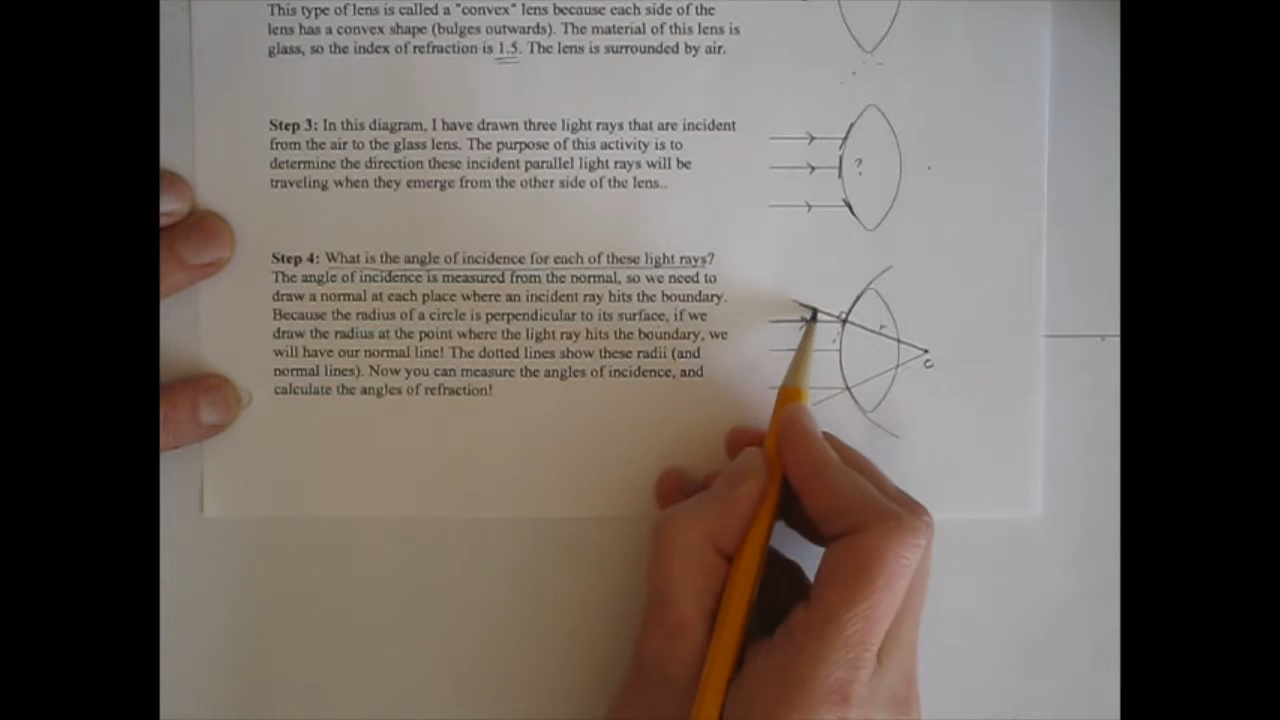 This type of lens is called a "convex" lens because each side of the
lens has a convex shape (bulges outwards). The material of this lens is
glass, so the index of refraction is 1.5. The lens is surrounded by air.
Step 3: In this diagram, I have drawn three light rays that are incident
from the air to the glass lens. The purpose of this activity is to
determine the direction these incident parallel light rays will be
traveling when they emerge from the other side of the lens..
?
Step 4: What is the angle of incidence for each of these light rays?
The angle of incidence is measured from the normal, so we need to
draw a normal at each place where an incident ray hits the boundary.
Because the radius of a circle is perpendicular to its surface, if we
draw the radius at the point where the light ray hits the boundary, we
will have our normal line! The dotted lines show these radii (and
normal lines). Now you can measure the angles of incidence, and
calculate the angles of refraction!
r
C